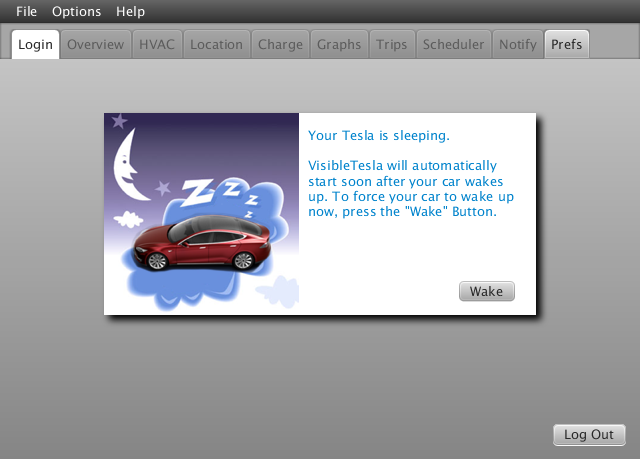 File Options Help
Login Overview HVAC Location Charge Graphs Trips Scheduler Notify Prefs
Z Z Z Z
Your Tesla is sleeping.
VisibleTesla will automatically
start soon after your car wakes
up. To force your car to wake up
now, press the "Wake" Button.
Wake
Log Out